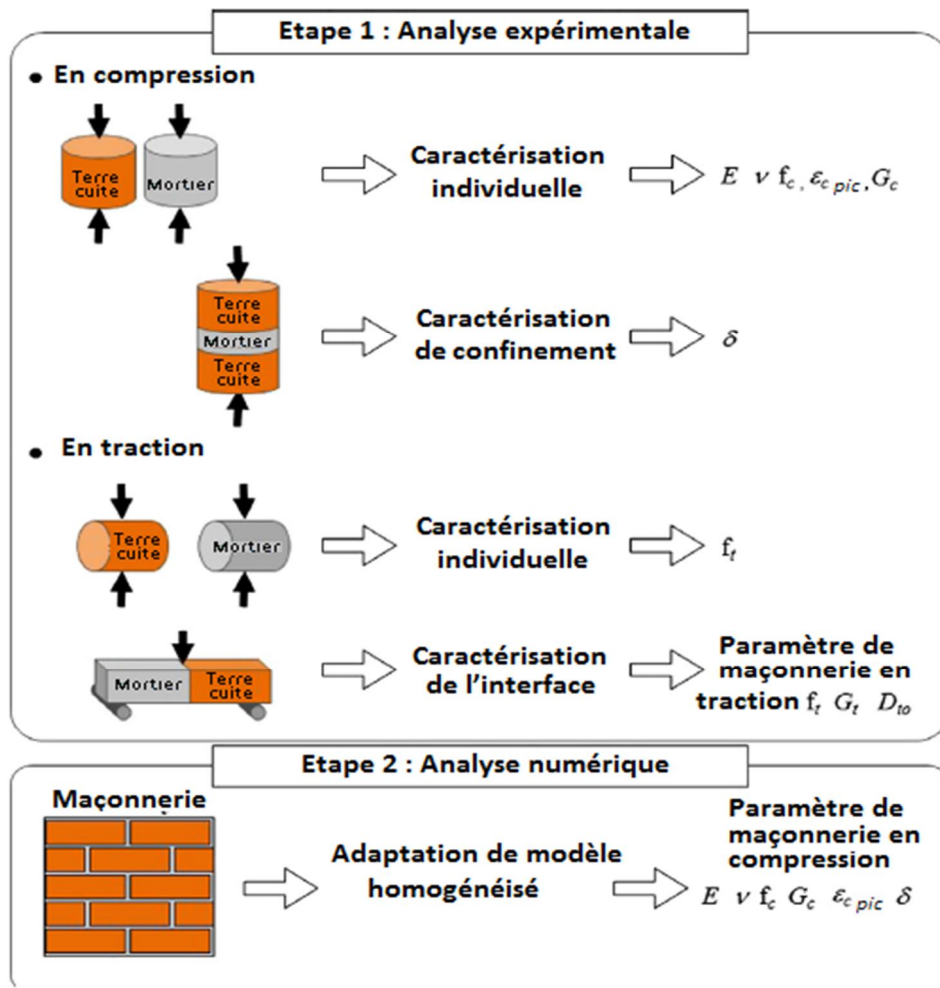 Etape 1 : Analyse expérimentale
• En compression
Terre
cuite
Mortier
Caractérisation
individuelle
E ν f_c, ε_c pic, G_c
Terre
cuite
Mortier
Terre
cuite
Caractérisation
de confinement
δ
• En traction
Terre
cuite
Mortier
Caractérisation
individuelle
f_t
Mortier
Terre
cuite
Caractérisation
de l'interface
Paramètre de
maçonnerie en
traction f_t G_t D_to
Etape 2 : Analyse numérique
Maçonnerie
Adaptation de modèle
homogénéisé
Paramètre de
maçonnerie en
compression
E ν f_c G_c ε_c pic δ